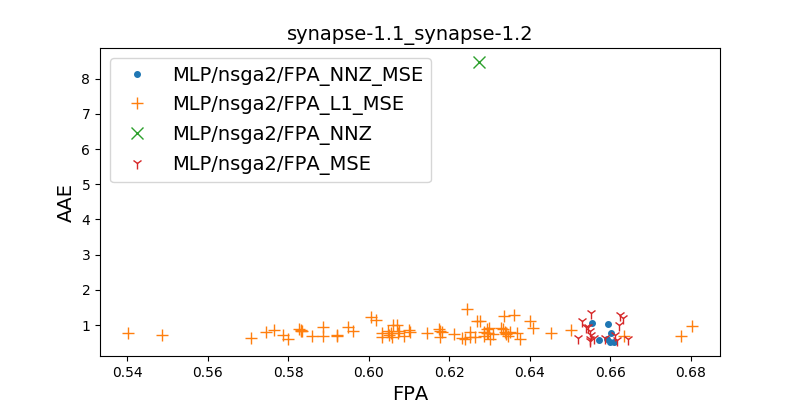 synapse-1.1_synapse-1.2
MLP/nsga2/FPA_NNZ_MSE
MLP/nsga2/FPA_L1_MSE
MLP/nsga2/FPA_NNZ
MLP/nsga2/FPA_MSE
AAE
8
7
6
5
4
3
2
1
0.54 0.56 0.58 0.60 0.62 0.64 0.66 0.68
FPA